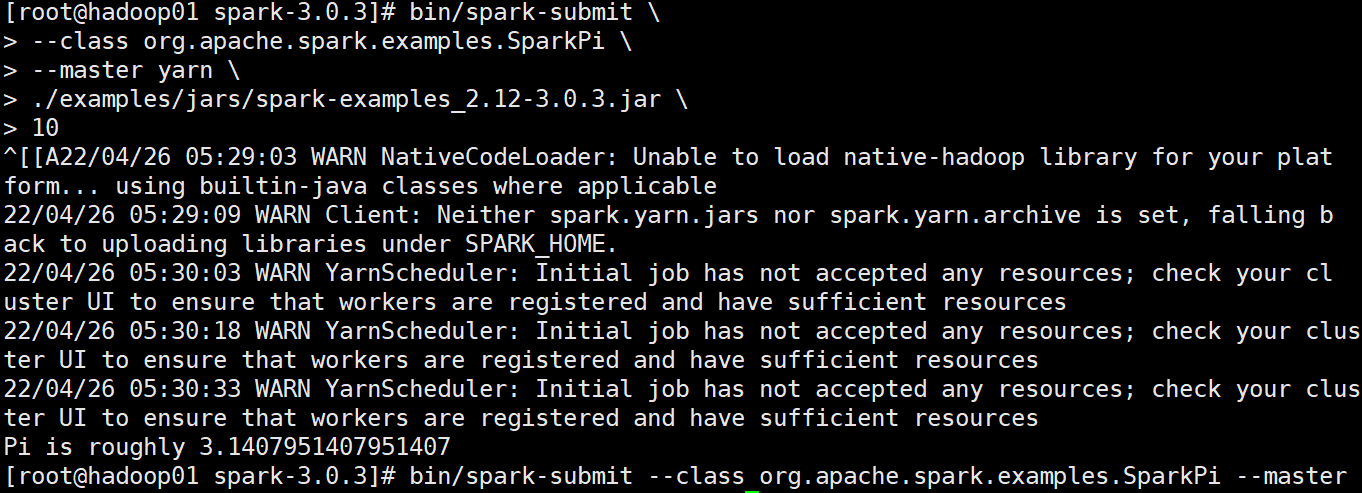 [root@hadoop01 spark-3.0.3]# bin/spark-submit \
> --class org.apache.spark.examples.SparkPi \
> --master yarn \
> ./examples/jars/spark-examples_2.12-3.0.3.jar \
> 10
^[[A22/04/26 05:29:03 WARN NativeCodeLoader: Unable to load native-hadoop library for your plat
form... using builtin-java classes where applicable
22/04/26 05:29:09 WARN Client: Neither spark.yarn.jars nor spark.yarn.archive is set, falling b
ack to uploading libraries under SPARK_HOME.
22/04/26 05:30:03 WARN YarnScheduler: Initial job has not accepted any resources; check your cl
uster UI to ensure that workers are registered and have sufficient resources
22/04/26 05:30:18 WARN YarnScheduler: Initial job has not accepted any resources; check your clus
ter UI to ensure that workers are registered and have sufficient resources
22/04/26 05:30:33 WARN YarnScheduler: Initial job has not accepted any resources; check your clus
ter UI to ensure that workers are registered and have sufficient resources
Pi is roughly 3.1407951407951407
[root@hadoop01 spark-3.0.3]# bin/spark-submit --class org.apache.spark.examples.SparkPi --master